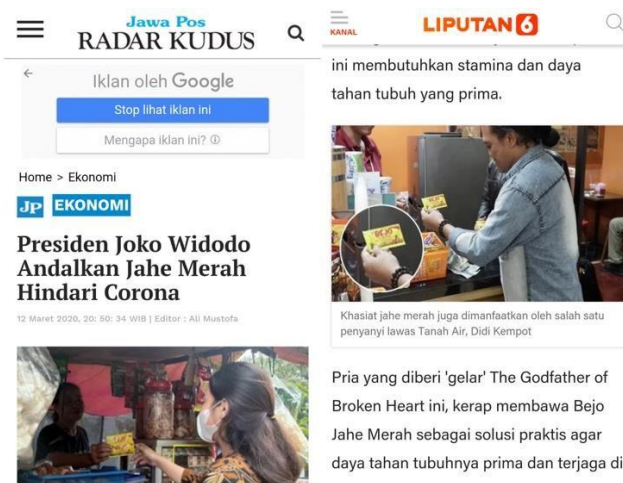 Jawa Pos
RADAR KUDUS
Iklan oleh Google
Stop lihat iklan ini
Mengapa iklan ini?
Home > Ekonomi
JP EKONOMI
Presiden Joko Widodo
Andalkan Jahe Merah
Hindari Corona
12 Maret 2020, 20: 50: 34 WIB | Editor : Ali Mustofa
KANAL
LIPUTAN 6
ini membutuhkan stamina dan daya
tahan tubuh yang prima.
BEJO
Khasiat jahe merah juga dimanfaatkan oleh salah satu
penyanyi lawas Tanah Air, Didi Kempot
Pria yang diberi 'gelar' The Godfather of
Broken Heart ini, kerap membawa Bejo
Jahe Merah sebagai solusi praktis agar
daya tahan tubuhnya prima dan terjaga di